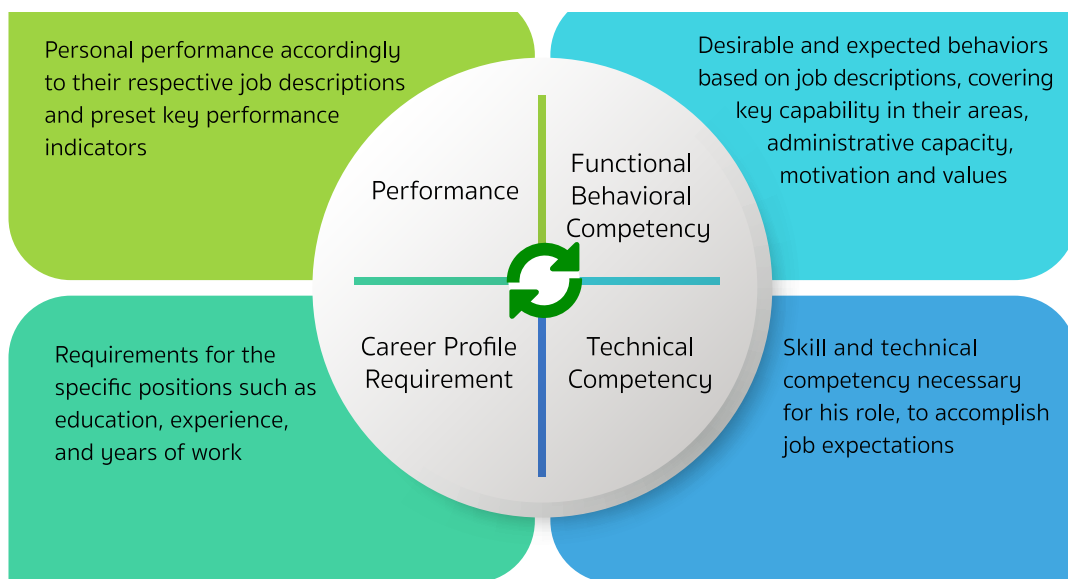 Personal performance accordingly
to their respective job descriptions
and preset key performance
indicators
Performance
Functional
Behavioral
Competency
Desirable and expected behaviors
based on job descriptions, covering
key capability in their areas,
administrative capacity,
motivation and values
Requirements for the
specific positions such as
education, experience,
and years of work
Career Profile
Requirement
Technical
Competency
Skill and technical
competency necessary
for his role, to accomplish
job expectations